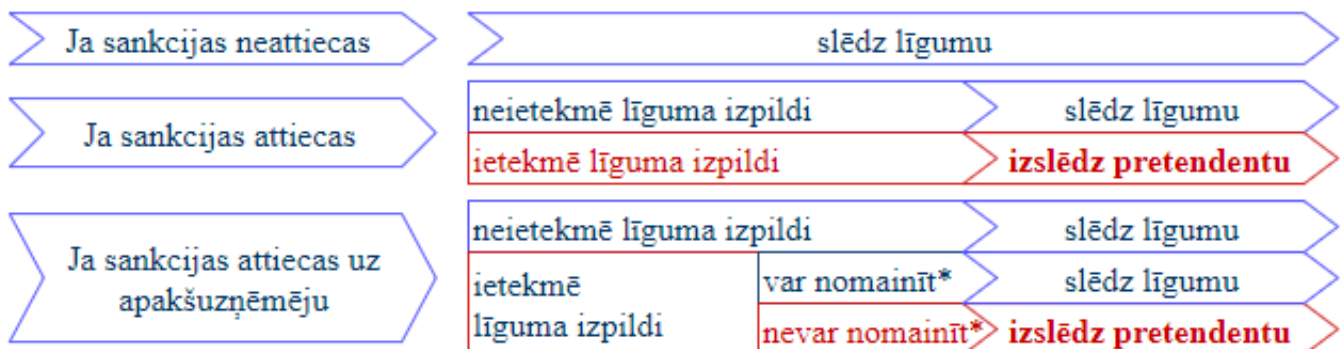 Ja sankcijas neattiecas
slēdz līgumu
Ja sankcijas attiecas
neietekmē līguma izpildi
slēdz līgumu
ietekmē līguma izpildi
izslēdz pretendentu
Ja sankcijas attiecas uz
apakšuzņēmēju
neietekmē līguma izpildi
slēdz līgumu
ietekmē
līguma izpildi
var nomainīt*
slēdz līgumu
nevar nomainīt*
izslēdz pretendentu